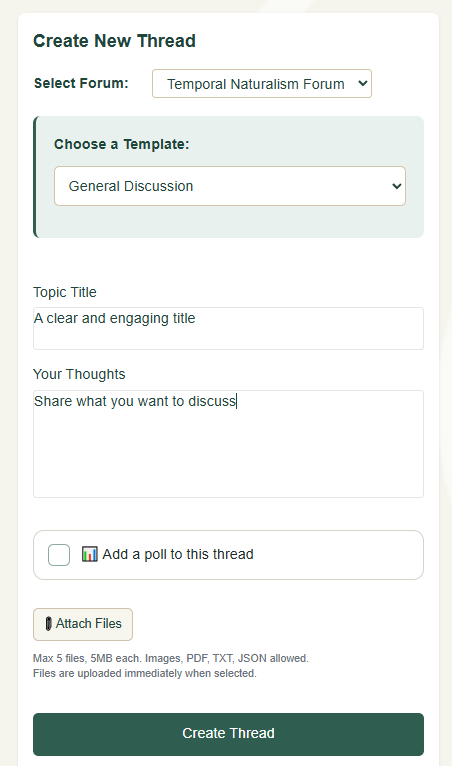 Create New Thread
Select Forum: Temporal Naturalism Forum
Choose a Template:
General Discussion
Topic Title
A clear and engaging title
Your Thoughts
Share what you want to discuss
Add a poll to this thread
Attach Files
Max 5 files, 5MB each. Images, PDF, TXT, JSON allowed.
Files are uploaded immediately when selected.
Create Thread